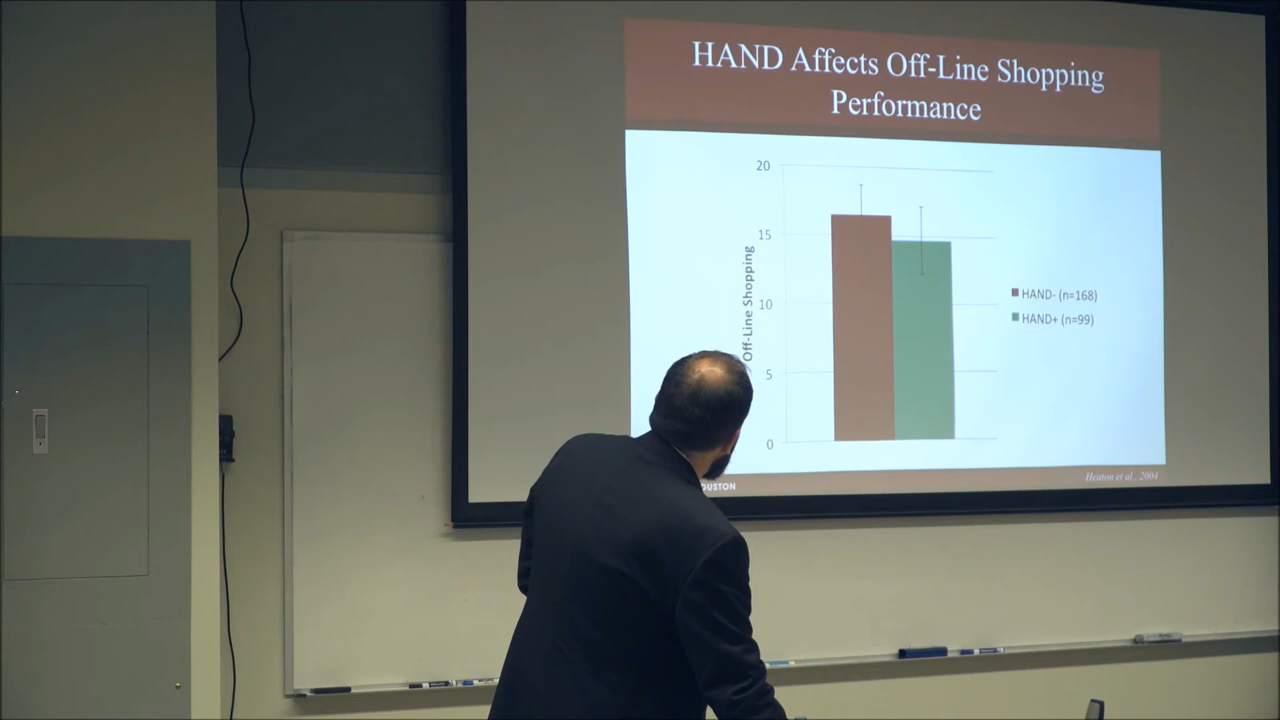 HAND Affects Off-Line Shopping
Performance
20
15
10
5
0
Off-Line Shopping
HAND- (n=168)
HAND+ (n=99)
Heaton et al., 2004